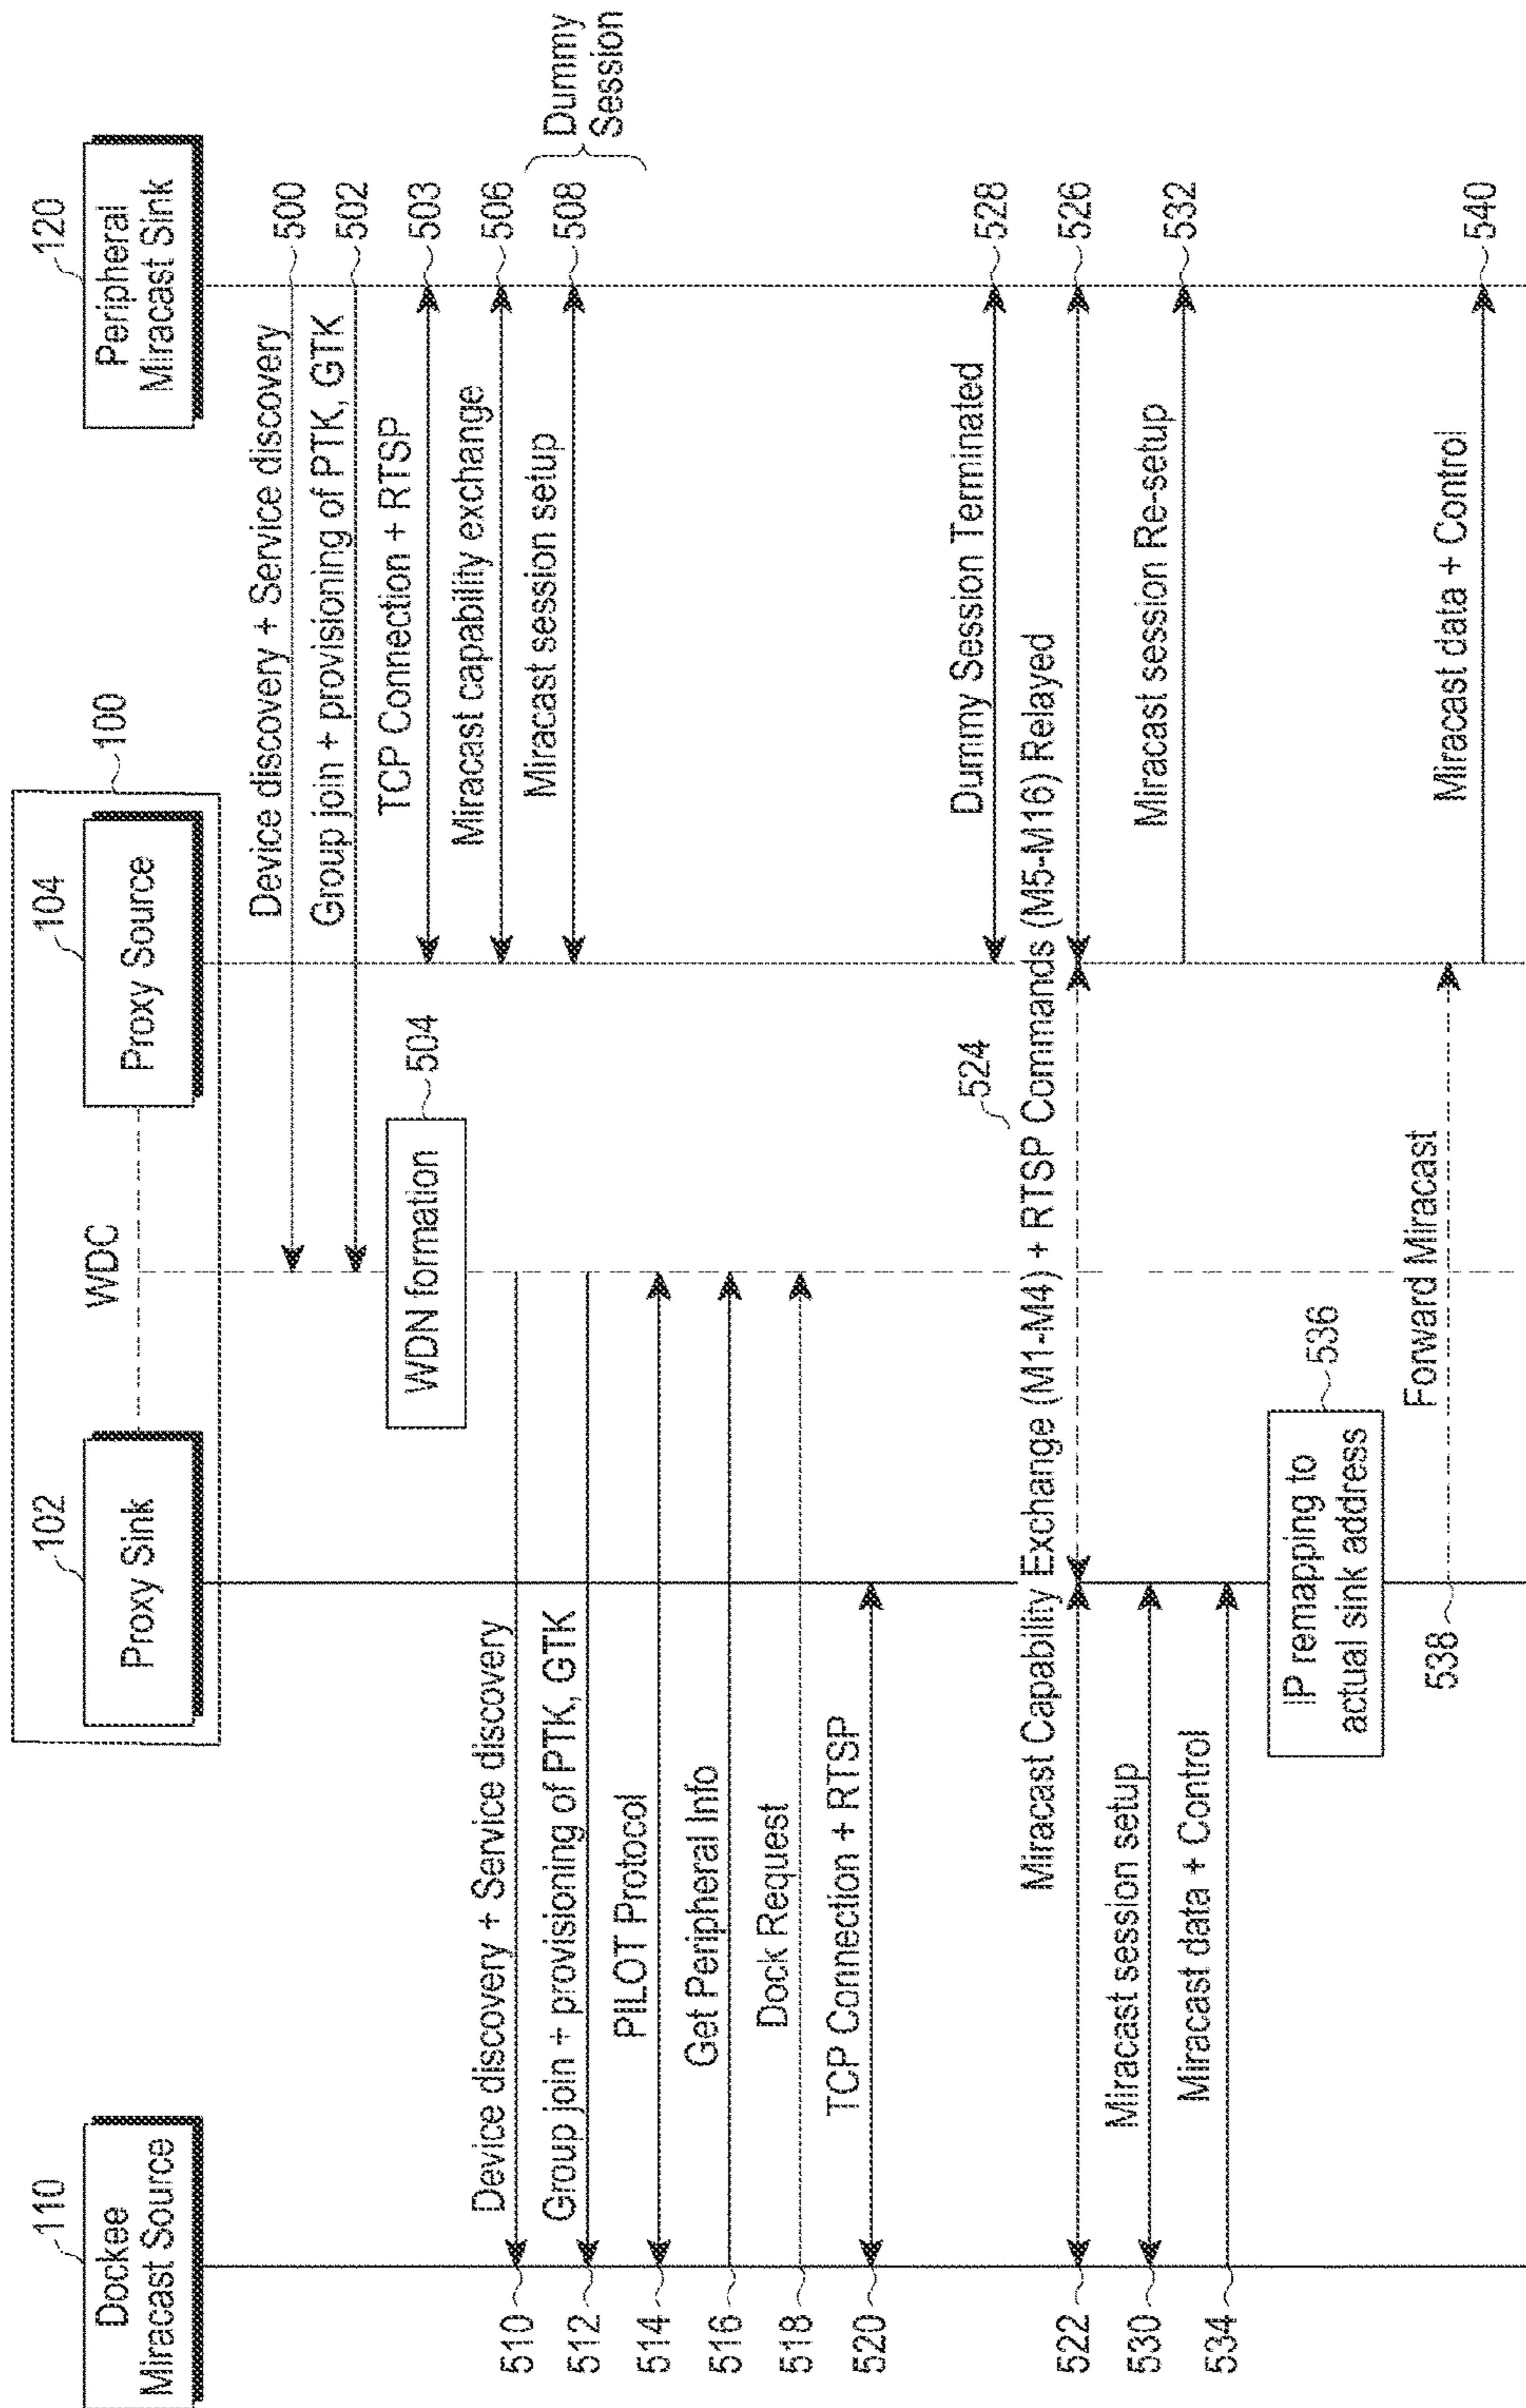 110
Dockee
Miracast Source
102
Proxy Sink
WDC
104
Proxy Source
100
120
Peripheral
Miracast Sink
Device discovery + Service discovery
500
Group join + provisioning of PTK, GTK
502
TCP Connection + RTSP
503
WDN formation
504
Miracast capability exchange
506
Miracast session setup
508
Dummy
Session
510
Device discovery + Service discovery
512
Group join + provisioning of PTK, GTK
514
PILOT Protocol
516
Get Peripheral Info
518
Dock Request
520
TCP Connection + RTSP
Dummy Session Terminated
528
524
522
Miracast Capability Exchange (M1-M4) + RTSP Commands (M5-M16) Relayed
526
530
Miracast session setup
Miracast session Re-setup
532
534
Miracast data + Control
IP remapping to
actual sink address
536
538
Forward Miracast
Miracast data + Control
540